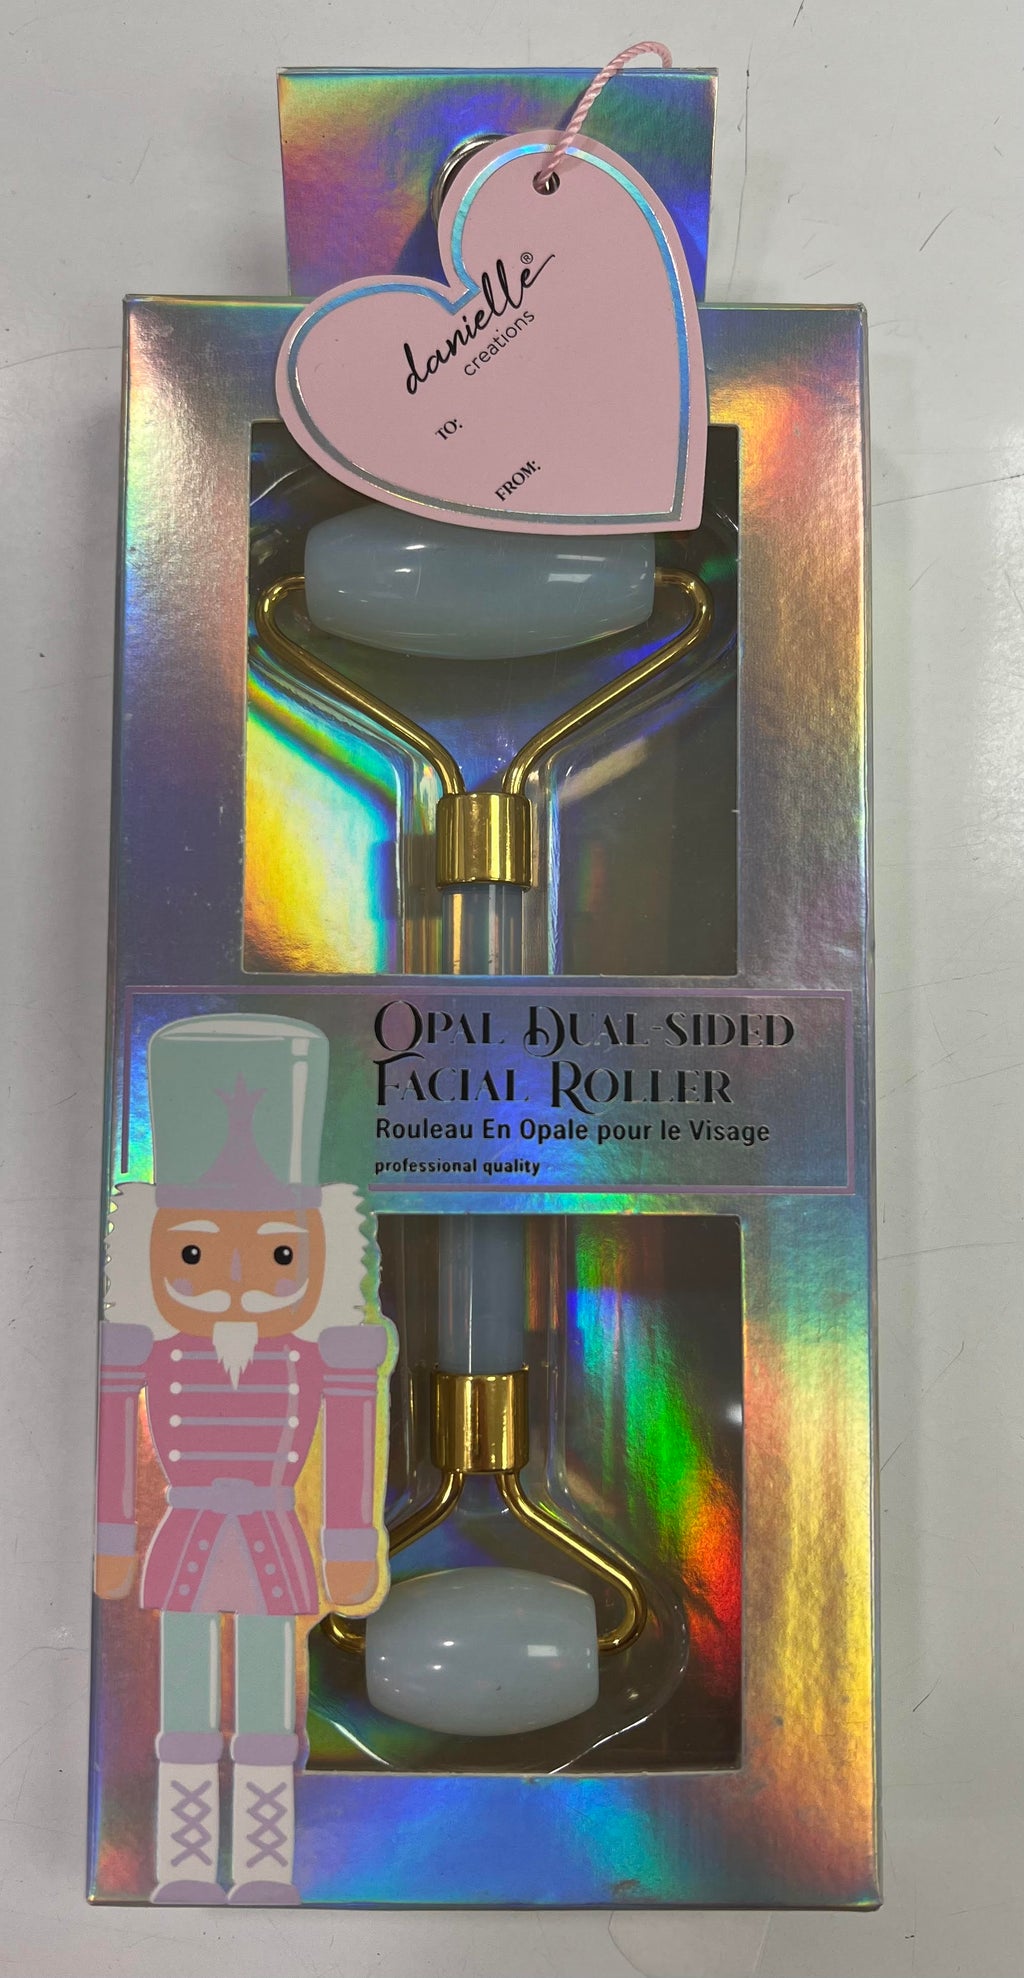 danielle®
creations
TO:
FROM:
OPAL DUAL-SIDED
FACIAL ROLLER
Rouleau En Opale pour le Visage
professional quality